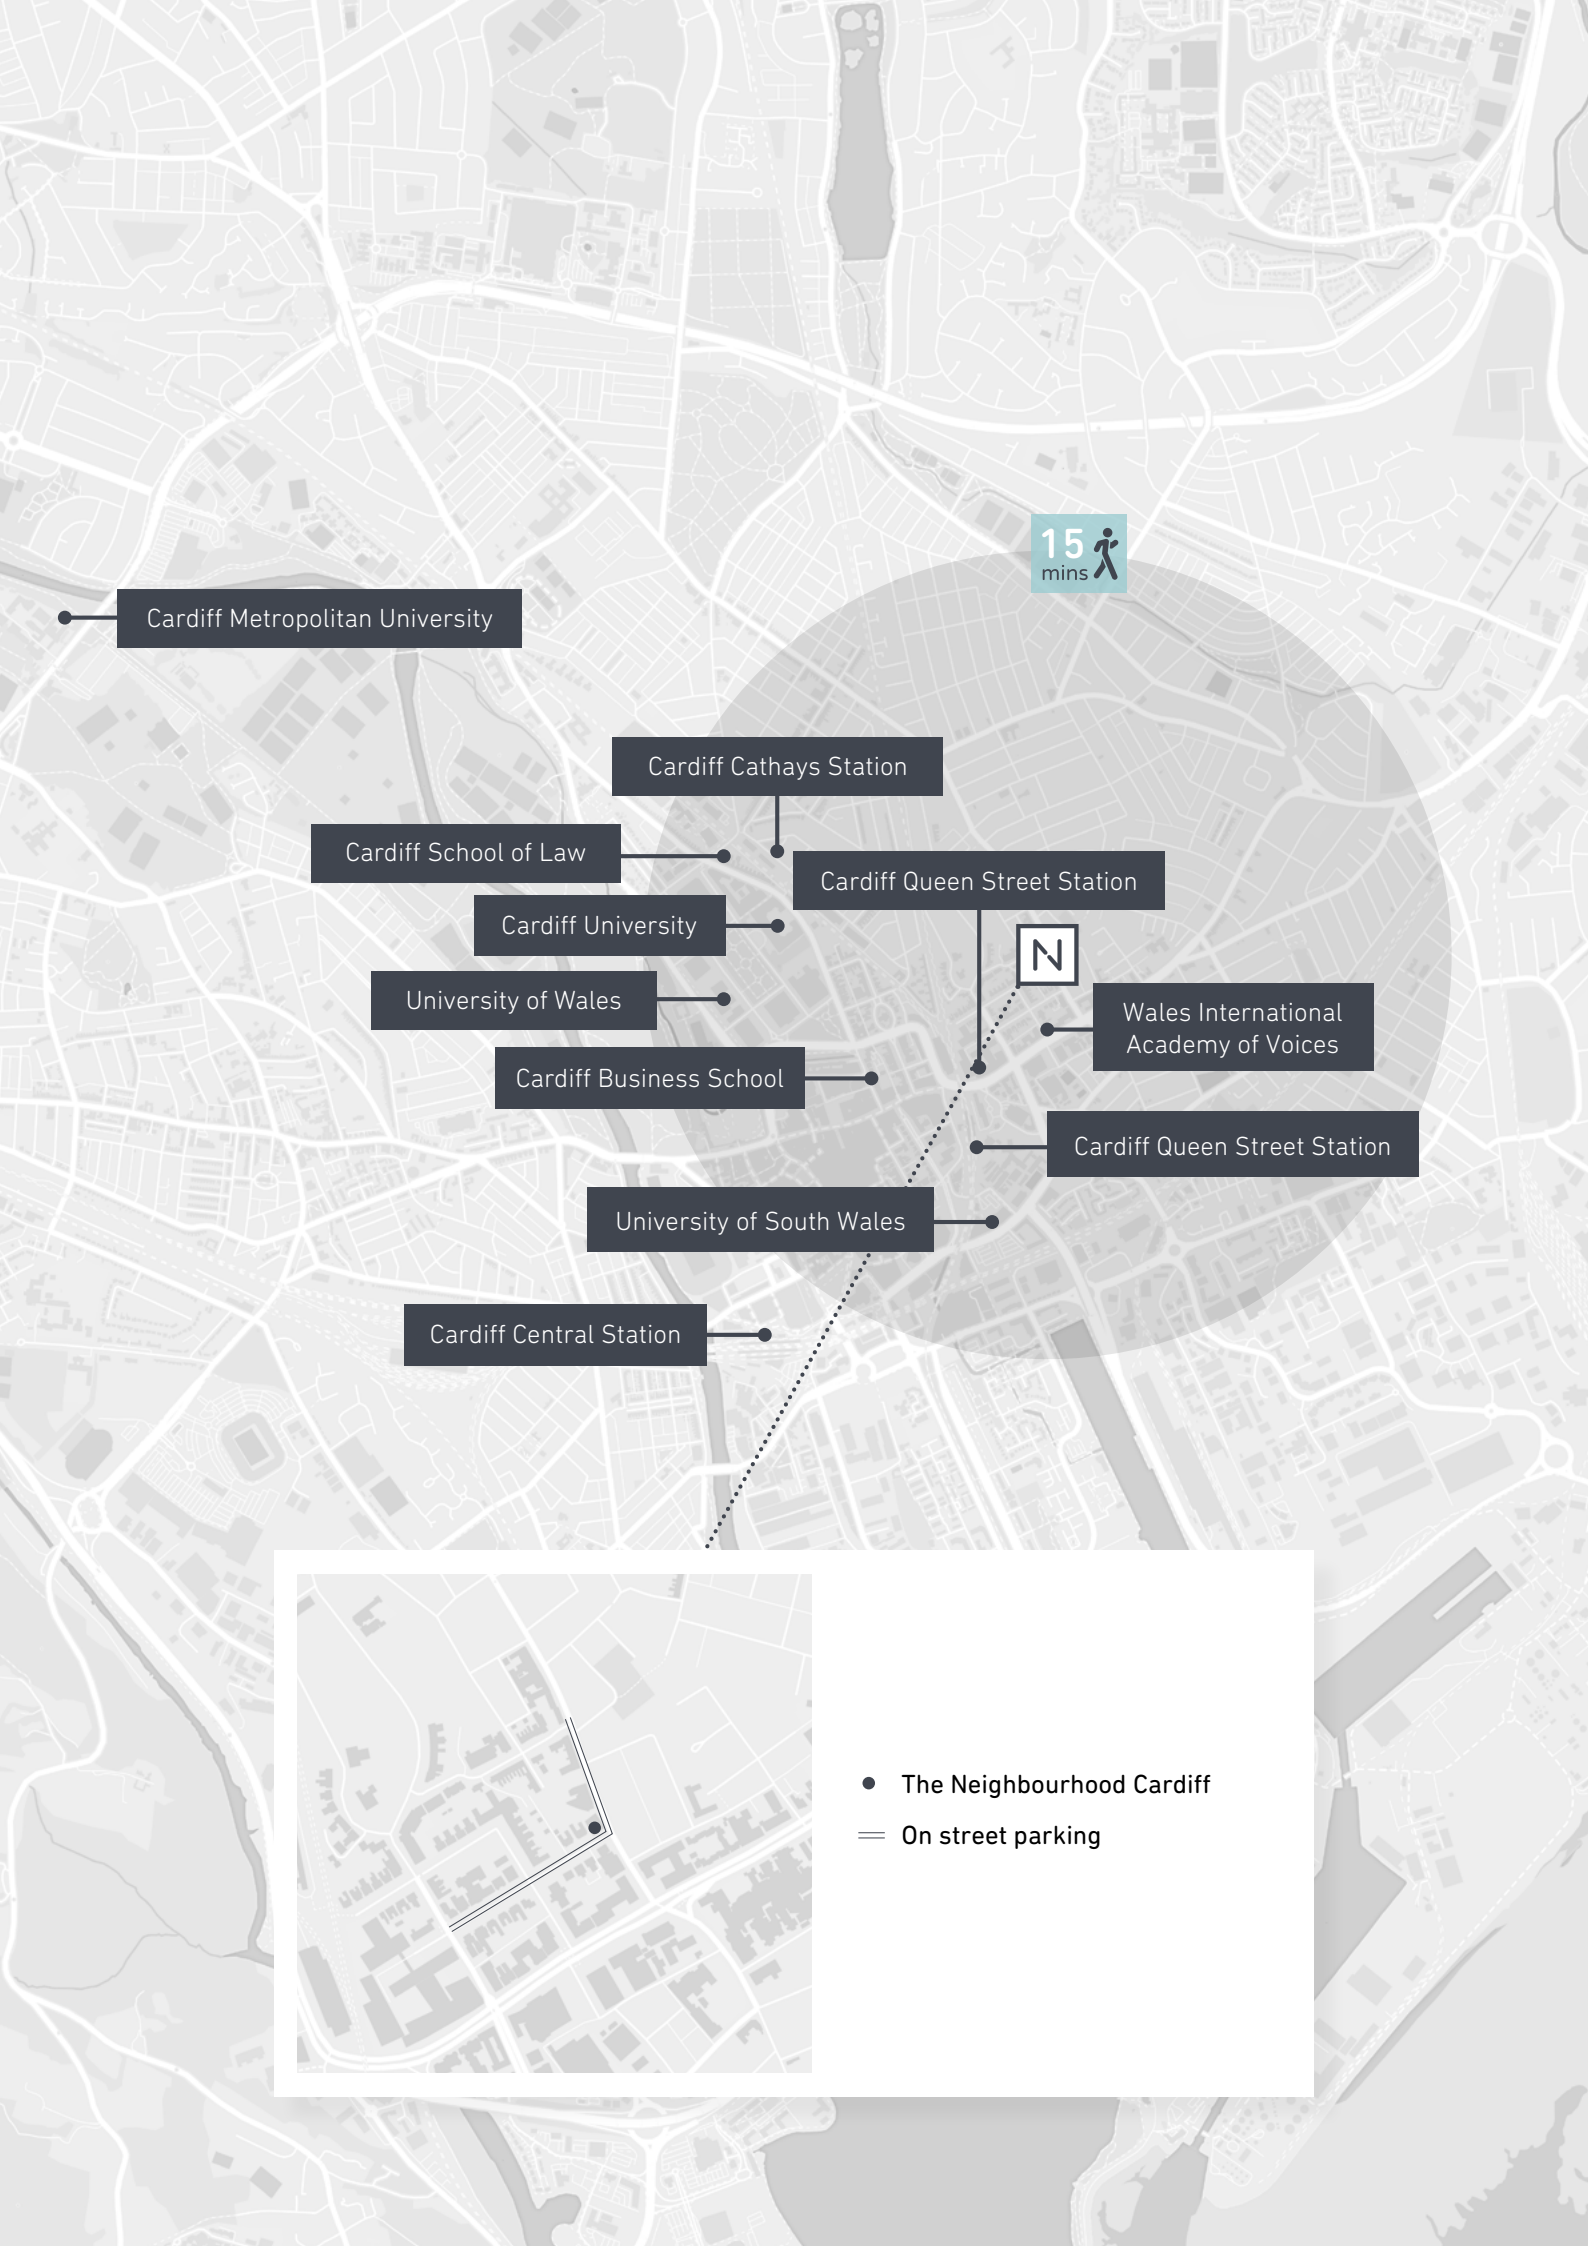 15
mins
Cardiff Metropolitan University
Cardiff Cathays Station
Cardiff School of Law
Cardiff Queen Street Station
Cardiff University
N
University of Wales
Wales International
Academy of Voices
Cardiff Business School
Cardiff Queen Street Station
University of South Wales
Cardiff Central Station
The Neighbourhood Cardiff
On street parking